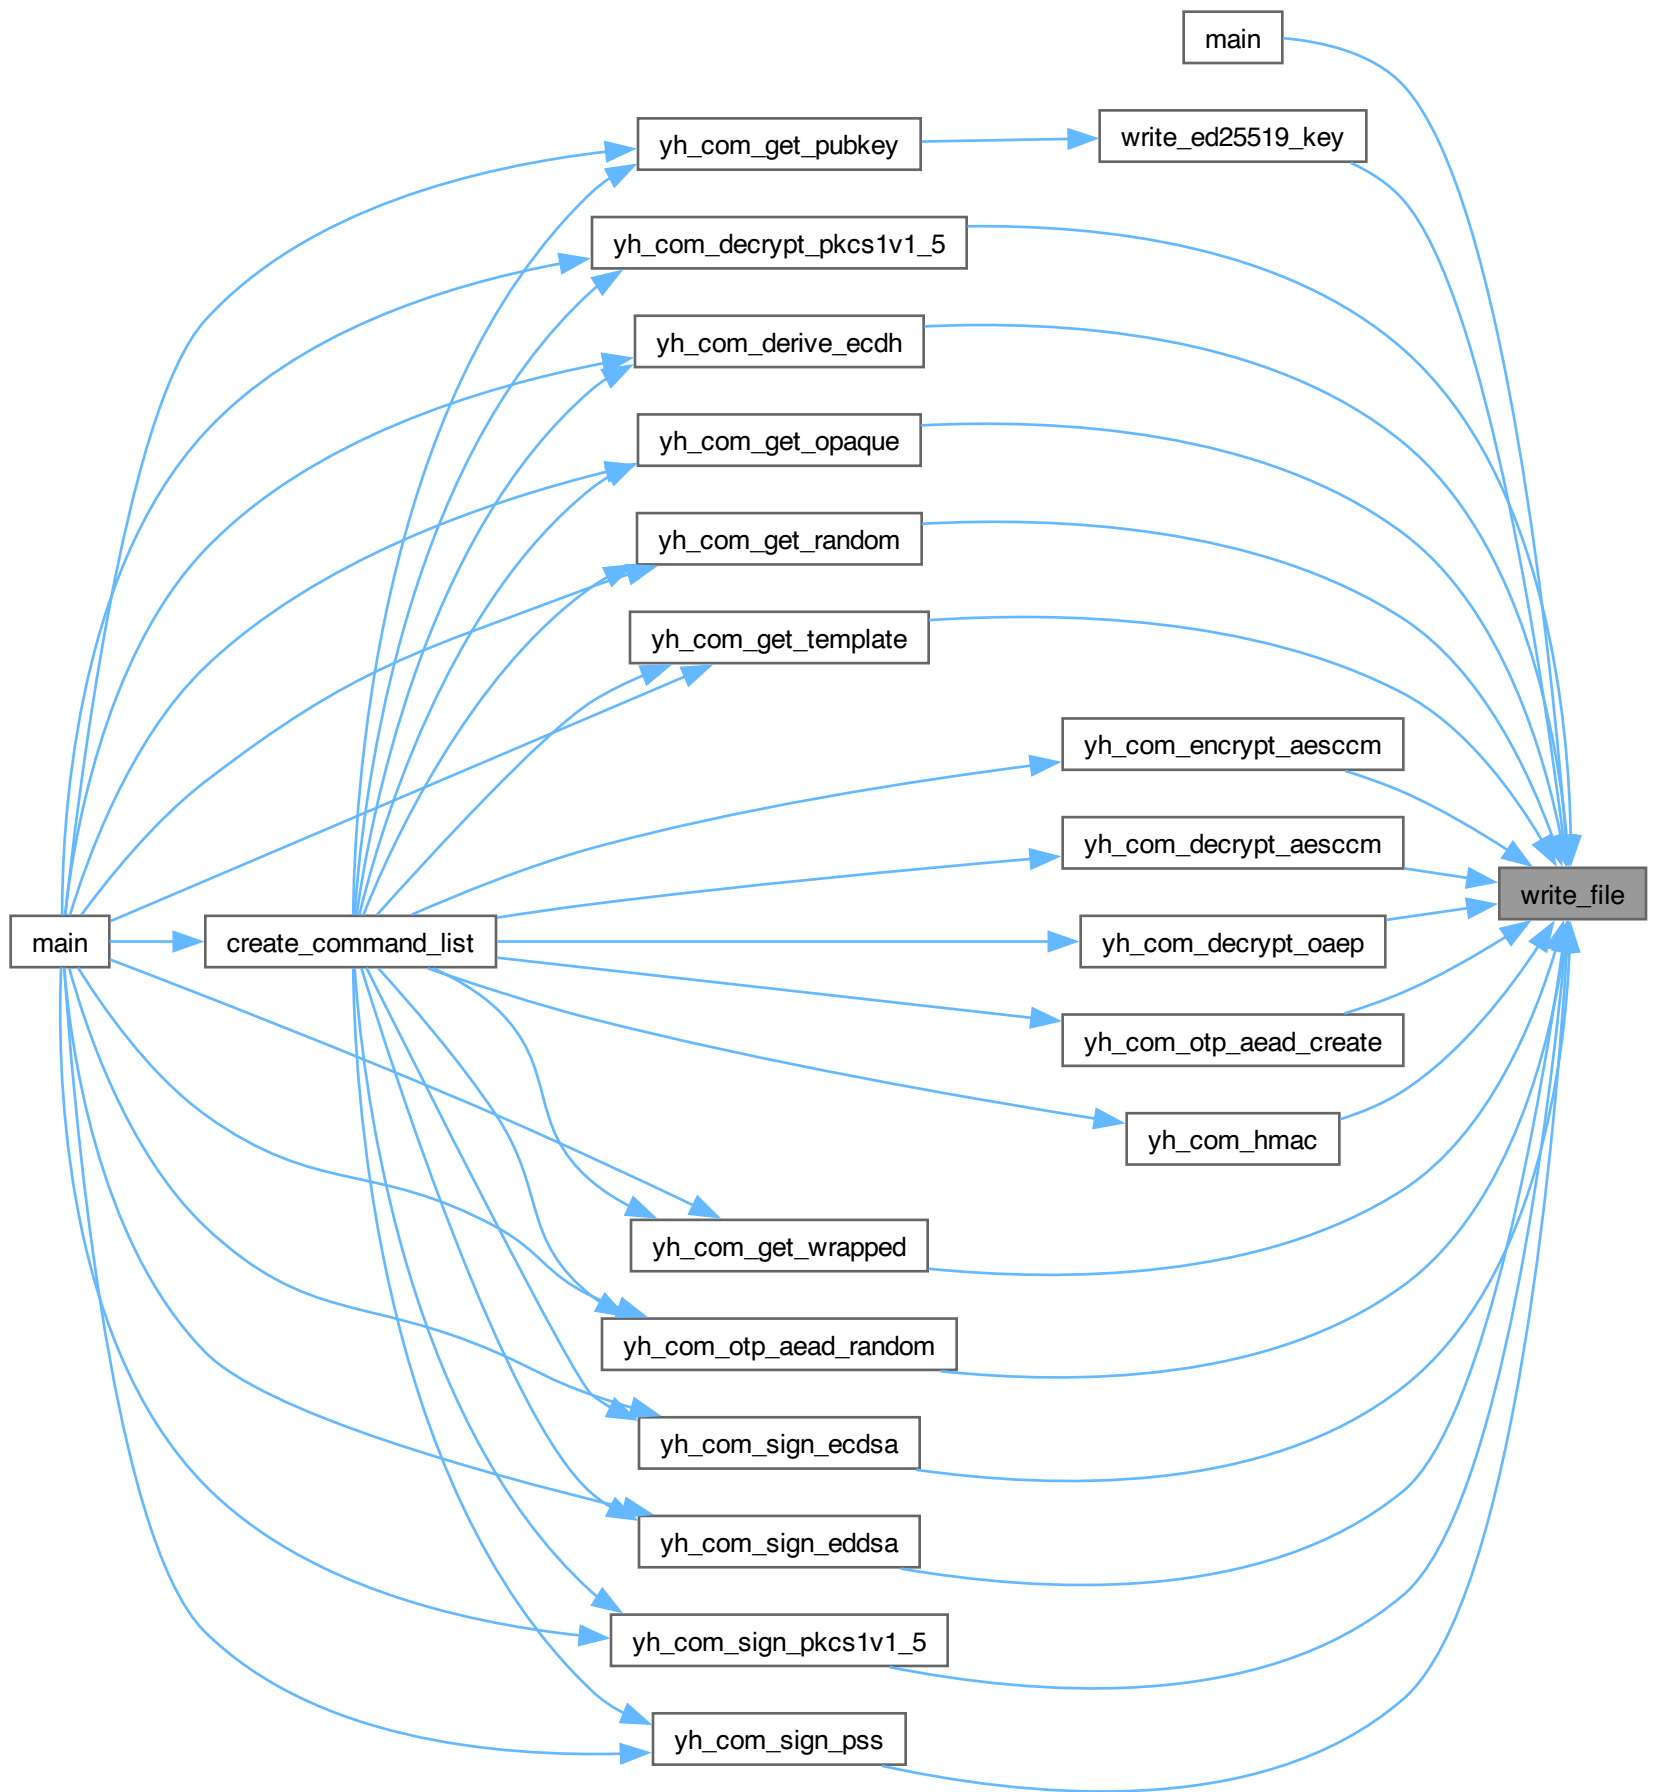 main
yh_com_get_pubkey
write_ed25519_key
yh_com_decrypt_pkcs1v1_5
yh_com_derive_ecdh
yh_com_get_opaque
yh_com_get_random
yh_com_get_template
yh_com_encrypt_aesccm
yh_com_decrypt_aesccm
write_file
main
create_command_list
yh_com_decrypt_oaep
yh_com_otp_aead_create
yh_com_hmac
yh_com_get_wrapped
yh_com_otp_aead_random
yh_com_sign_ecdsa
yh_com_sign_eddsa
yh_com_sign_pkcs1v1_5
yh_com_sign_pss